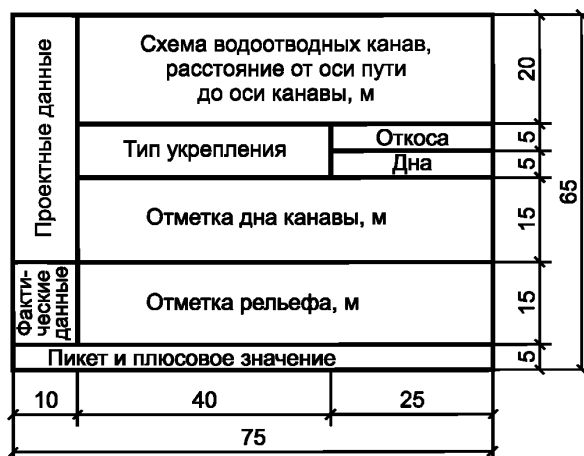 Проектные данные
Схема водоотводных канав,
расстояние от оси пути
до оси канавы, м
20
Тип укрепления
Откоса
5
Дна
5
Отметка дна канавы, м
15
65
Факти-
ческие
данные
Отметка рельефа, м
15
Пикет и плюсовое значение
5
10
40
25
75